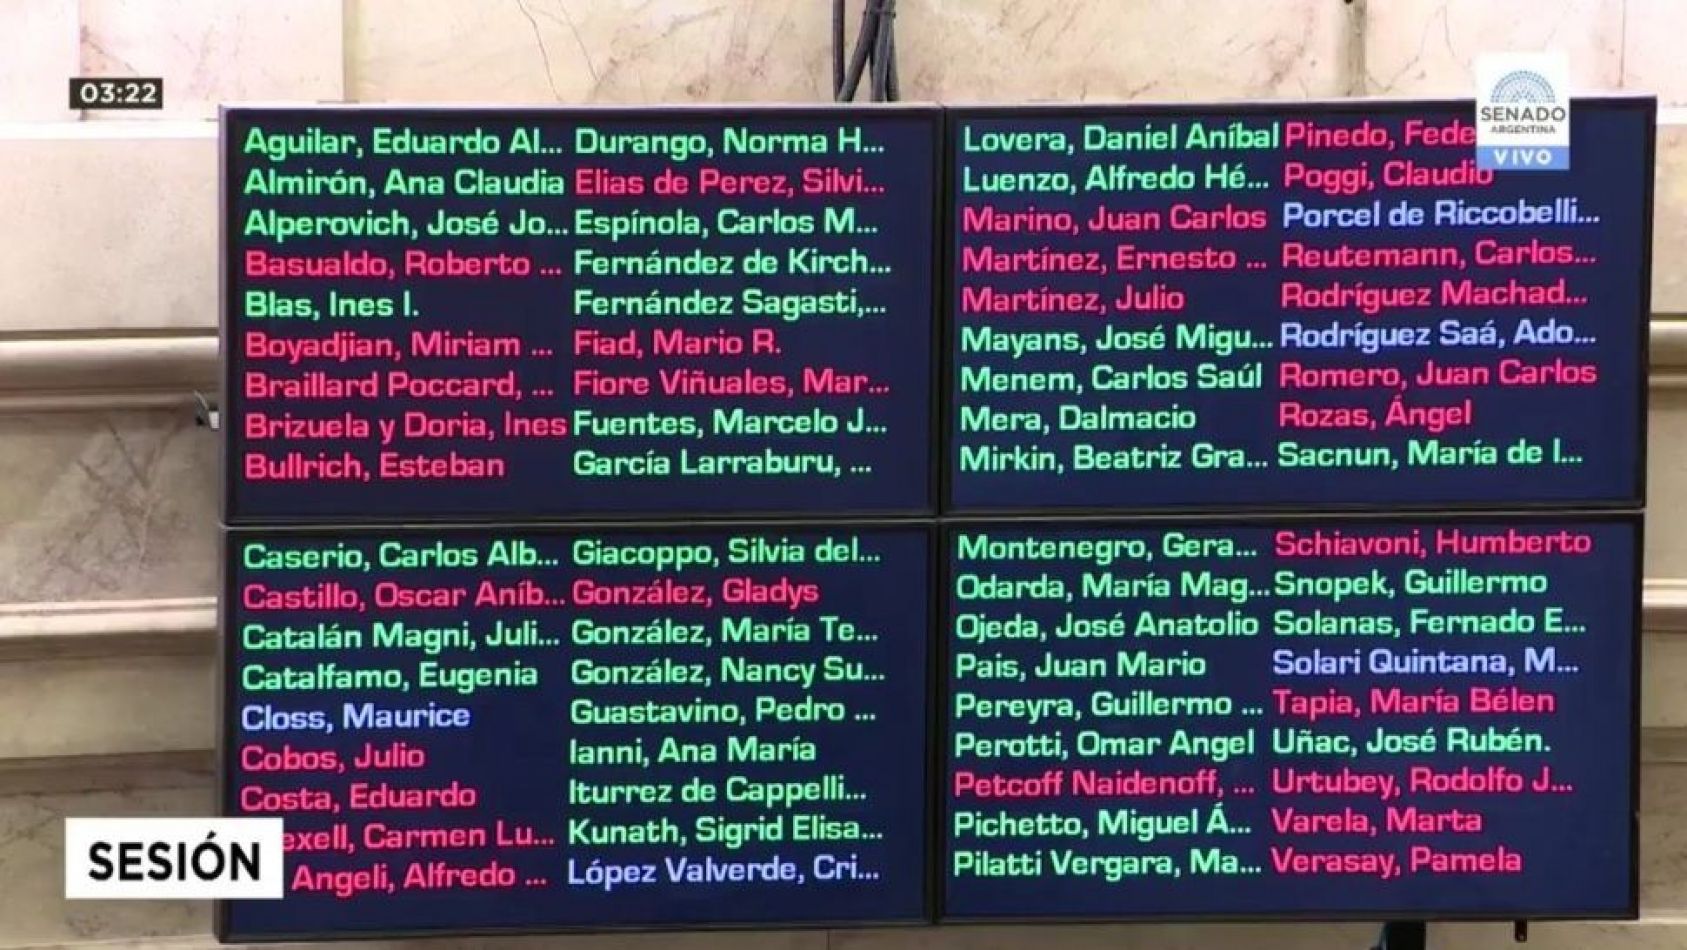 03:22
SENADO
ARGENTINA
VIVO
Aguilar, Eduardo Al...
Almirón, Ana Claudia
Alperovich, José Jo...
Basualdo, Roberto ...
Blas, Ines I.
Boyadjian, Miriam ...
Braillard Poccard, ...
Brizuela y Doria, Ines
Bullrich, Esteban
Durango, Norma H...
Elias de Perez, Silvi...
Espínola, Carlos M...
Fernández de Kirch...
Fernández Sagasti,...
Fiad, Mario R.
Fiore Viñuales, Mar...
Fuentes, Marcelo J...
García Larraburu, ...
Lovera, Daníel Aníbal
Luenzo, Alfredo Hé...
Marino, Juan Carlos
Martínez, Ernesto ...
Martínez, Julio
Mayans, José Migu...
Menem, Carlos Saúl
Mera, Dalmacio
Mirkin, Beatriz Gra...
Pinedo, Fede
Poggi, Claudio
Porcel de Riccobelli...
Reutemann, Carlos...
Rodríguez Machad...
Rodríguez Saá, Ado...
Romero, Juan Carlos
Rozas, Ángel
Sacnun, María de l...
Caserio, Carlos Alb...
Castillo, Oscar Aníb...
Catalán Magni, Juli...
Catalfamo, Eugenia
Closs, Maurice
Cobos, Julio
Costa, Eduardo
exell, Carmen Lu...
Angeli, Alfredo ...
Giacoppo, Silvia del...
González, Gladys
González, María Te...
González, Nancy Su...
Guastavino, Pedro ...
Ianni, Ana María
Iturrez de Cappelli...
Kunath, Sigrid Elisa...
López Valverde, Cri...
Montenegro, Gera...
Odarda, María Mag...
Ojeda, José Anatolio
Pais, Juan Mario
Pereyra, Guillermo ...
Perotti, Omar Angel
Petcoff Naidenoff, ...
Pichetto, Miguel Á...
Pilatti Vergara, Ma...
Schiavoni, Humberto
Snopek, Guillermo
Solanas, Fernado E...
Solari Quintana, M...
Tapia, María Bélen
Uñac, José Rubén.
Urtubey, Rodolfo J...
Varela, Marta
Verasay, Pamela
SESIÓN